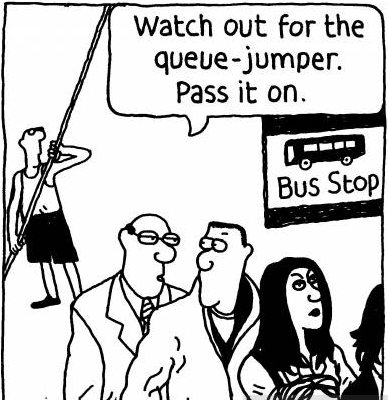 Watch out for the
queue-jumper.
Pass it on.
Bus Stop